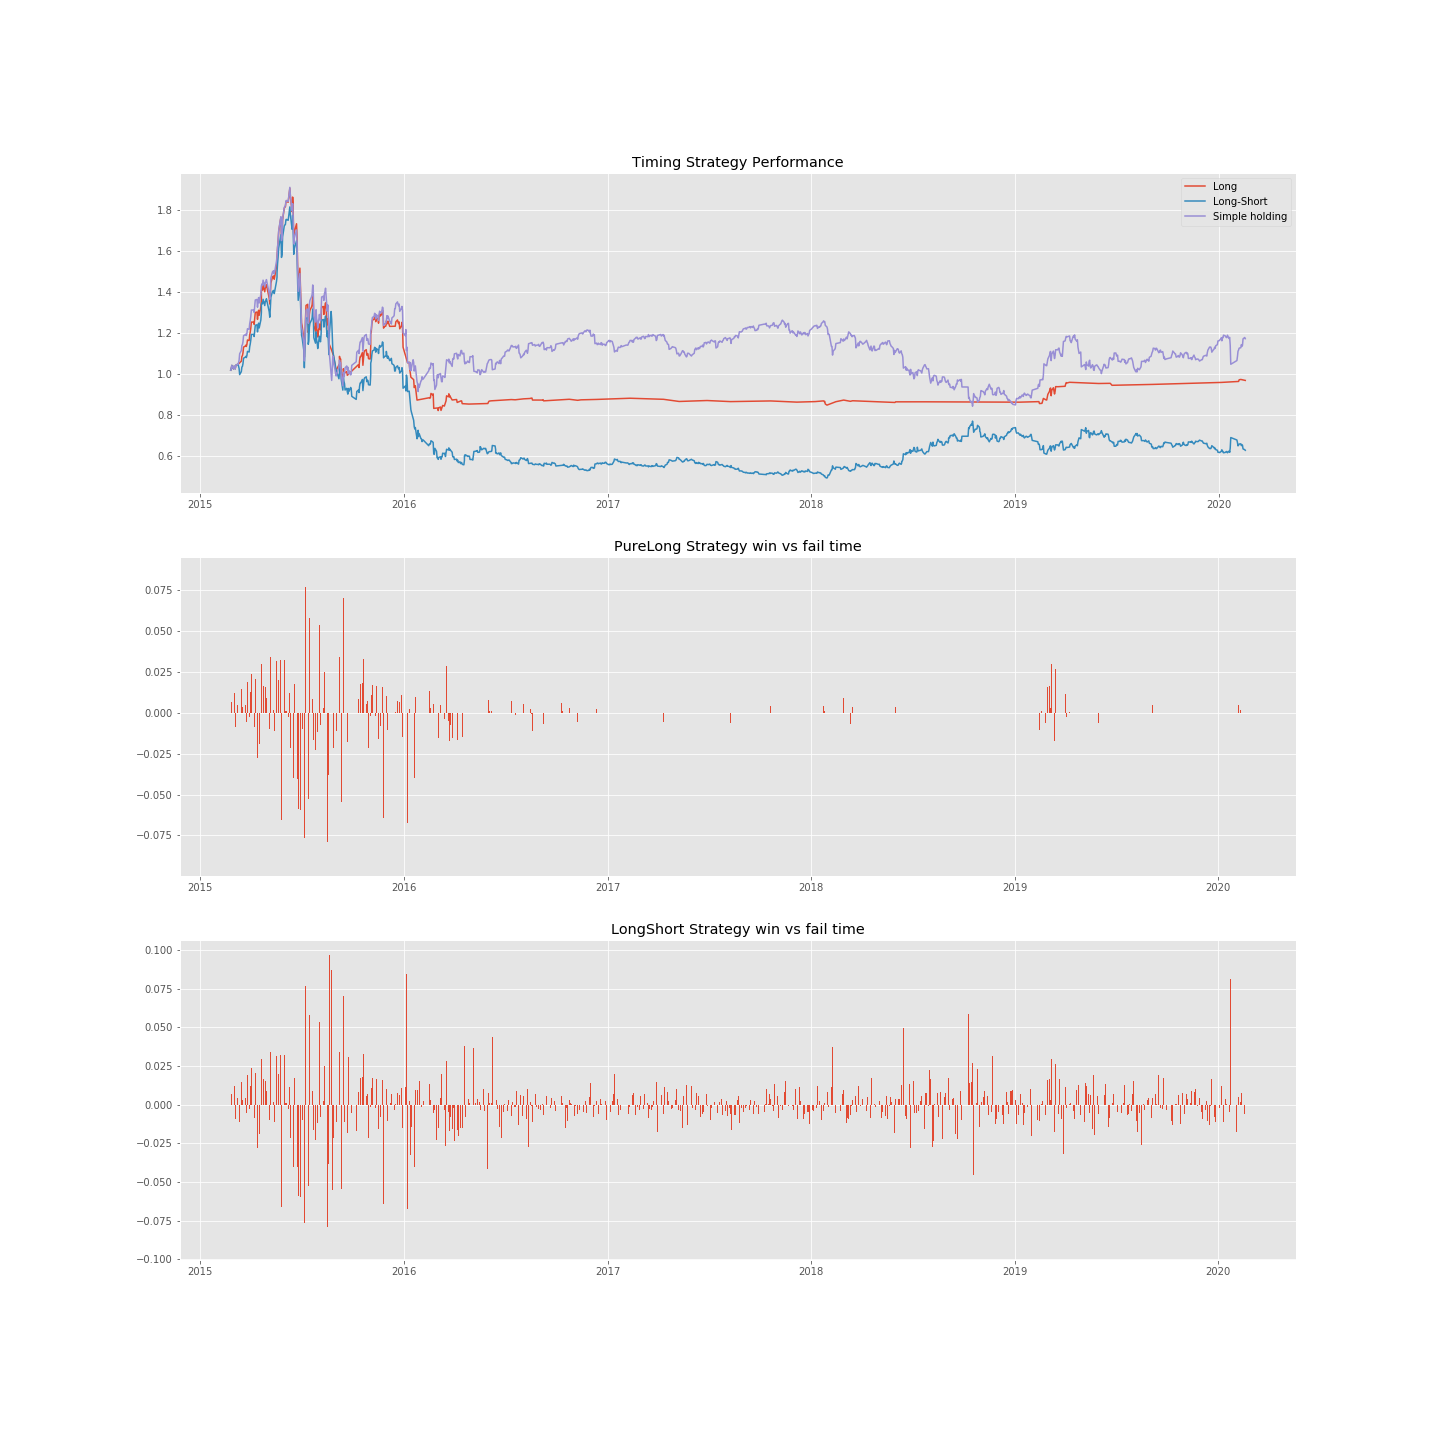 Timing Strategy Performance
1.8
1.6
1.4
1.2
1.0
0.8
0.6
Long
Long-Short
Simple holding
2015 2016 2017 2018 2019 2020
PureLong Strategy win vs fail time
0.075
0.050
0.025
0.000
−0.025
−0.050
−0.075
2015 2016 2017 2018 2019 2020
LongShort Strategy win vs fail time
0.100
0.075
0.050
0.025
0.000
−0.025
−0.050
−0.075
−0.100
2015 2016 2017 2018 2019 2020